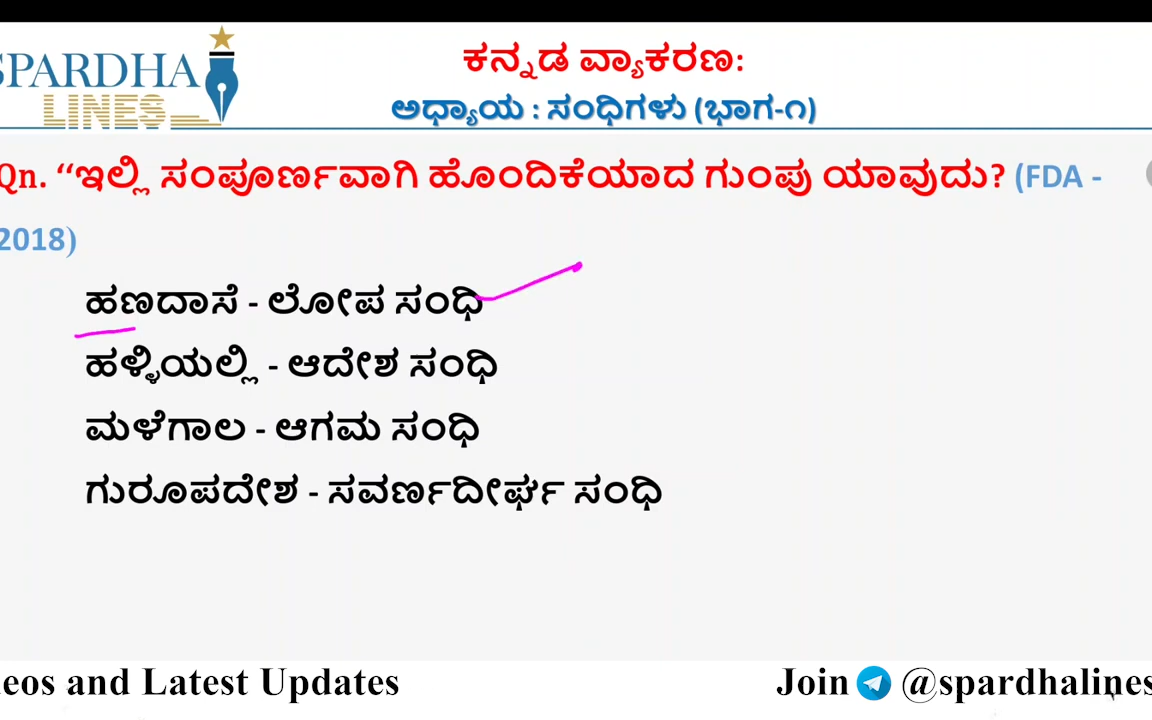 SPARDHA
LINES
ಕನ್ನಡ ವ್ಯಾಕರಣ:
ಅಧ್ಯಾಯ : ಸಂಧಿಗಳು (ಭಾಗ-೧)
Qn. “ಇಲ್ಲಿ ಸಂಪೂರ್ಣವಾಗಿ ಹೊಂದಿಕೆಯಾದ ಗುಂಪು ಯಾವುದು? (FDA -
2018)
ಹಣದಾಸೆ - ಲೋಪ ಸಂಧಿ
ಹಳ್ಳಿಯಲ್ಲಿ - ಆದೇಶ ಸಂಧಿ
ಮಳೆಗಾಲ - ಆಗಮ ಸಂಧಿ
ಗುರೂಪದೇಶ - ಸವರ್ಣದೀರ್ಘ ಸಂಧಿ
eos and Latest Updates
Join @spardhalines